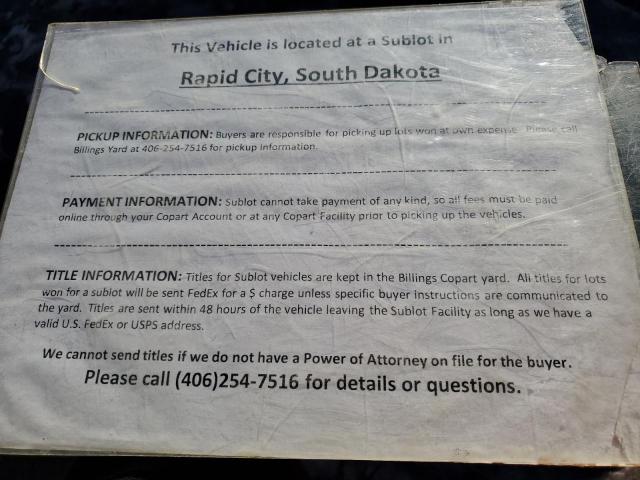 This Vehicle is located at a Sublot in
Rapid City, South Dakota
PICKUP INFORMATION: Buyers are responsible for picking up lots won at own expense. Please call
Billings Yard at 406-254-7516 for pickup information.
PAYMENT INFORMATION: Sublot cannot take payment of any kind, so all fees must be paid
online through your Copart Account or at any Copart Facility prior to picking up the vehicles.
TITLE INFORMATION: Titles for Sublot vehicles are kept in the Billings Copart yard. All titles for lots
won for a sublot will be sent FedEx for a $ charge unless specific buyer instructions are communicated to
the yard. Titles are sent within 48 hours of the vehicle leaving the Sublot Facility as long as we have a
valid U.S. FedEx or USPS address.
We cannot send titles if we do not have a Power of Attorney on file for the buyer.
Please call (406)254-7516 for details or questions.